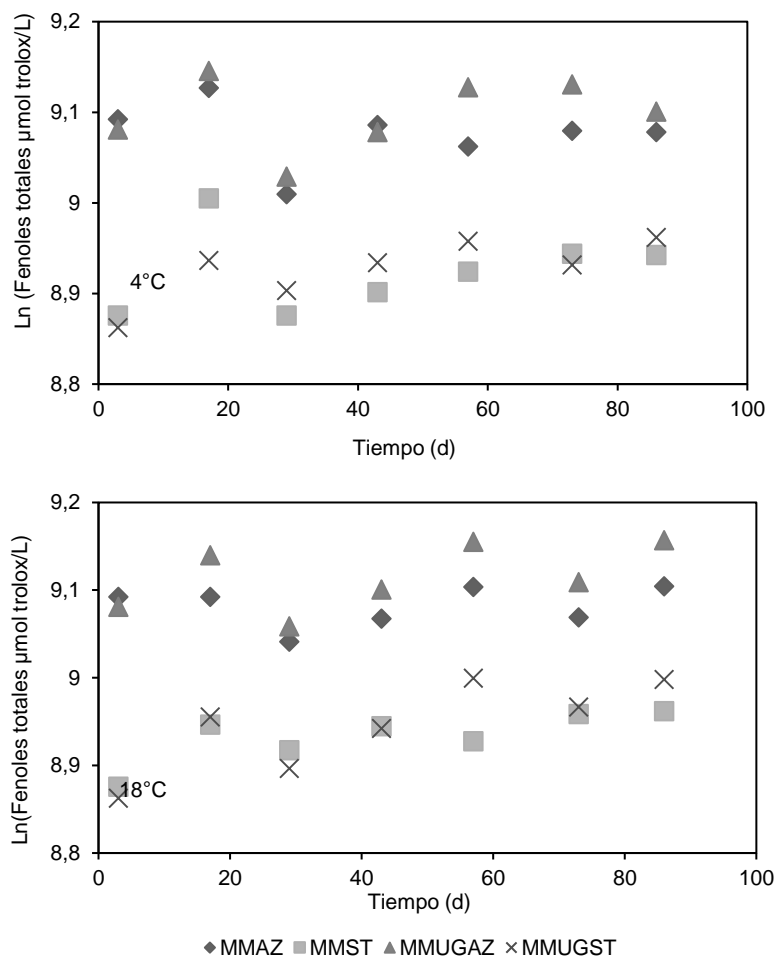 Ln (Fenoles totales µmol trolox/L)
9,2
9,1
9
8,9
8,8
4°C
0 20 40 60 80 100
Tiempo (d)
Ln(Fenoles totales µmol trolox/L)
9,2
9,1
9
8,9
8,8
18°C
0 20 40 60 80 100
Tiempo (d)
MMAZ MMST MMUGAZ MMUGST